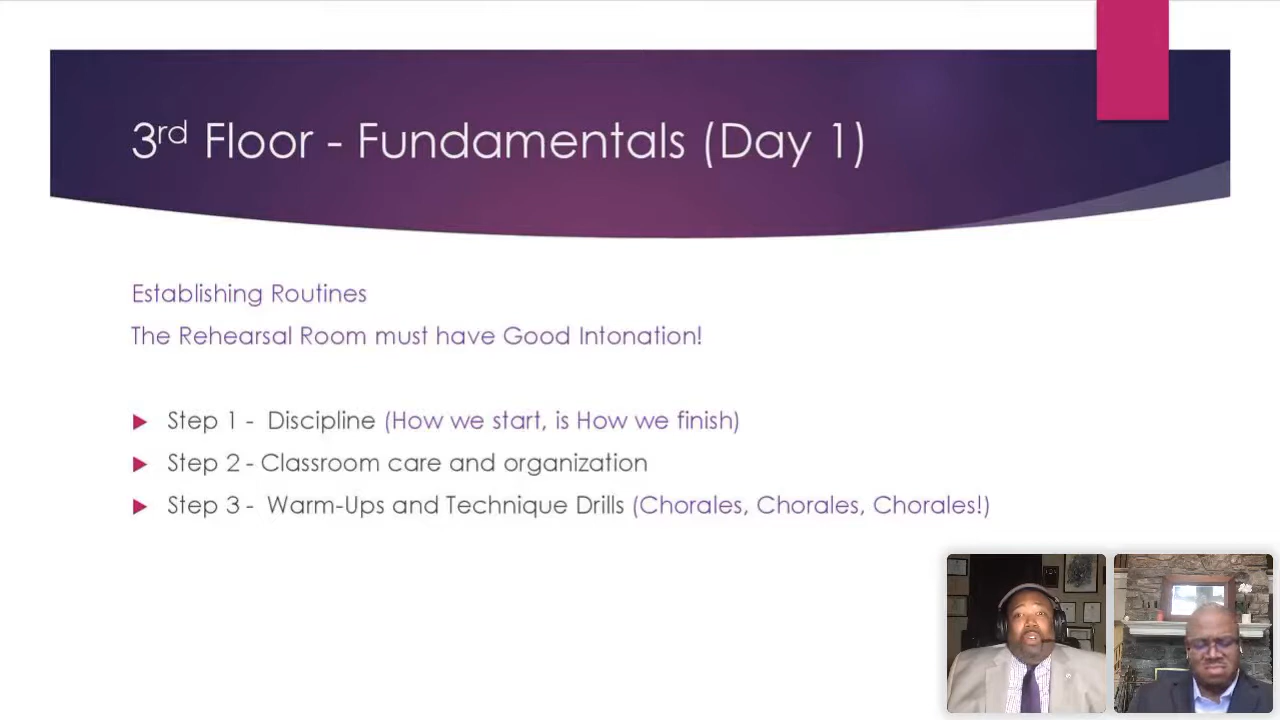 3rd Floor - Fundamentals (Day 1)
Establishing Routines
The Rehearsal Room must have Good Intonation!
Step 1 - Discipline (How we start, is How we finish)
Step 2 - Classroom care and organization
Step 3 - Warm-Ups and Technique Drills (Chorales, Chorales, Chorales!)